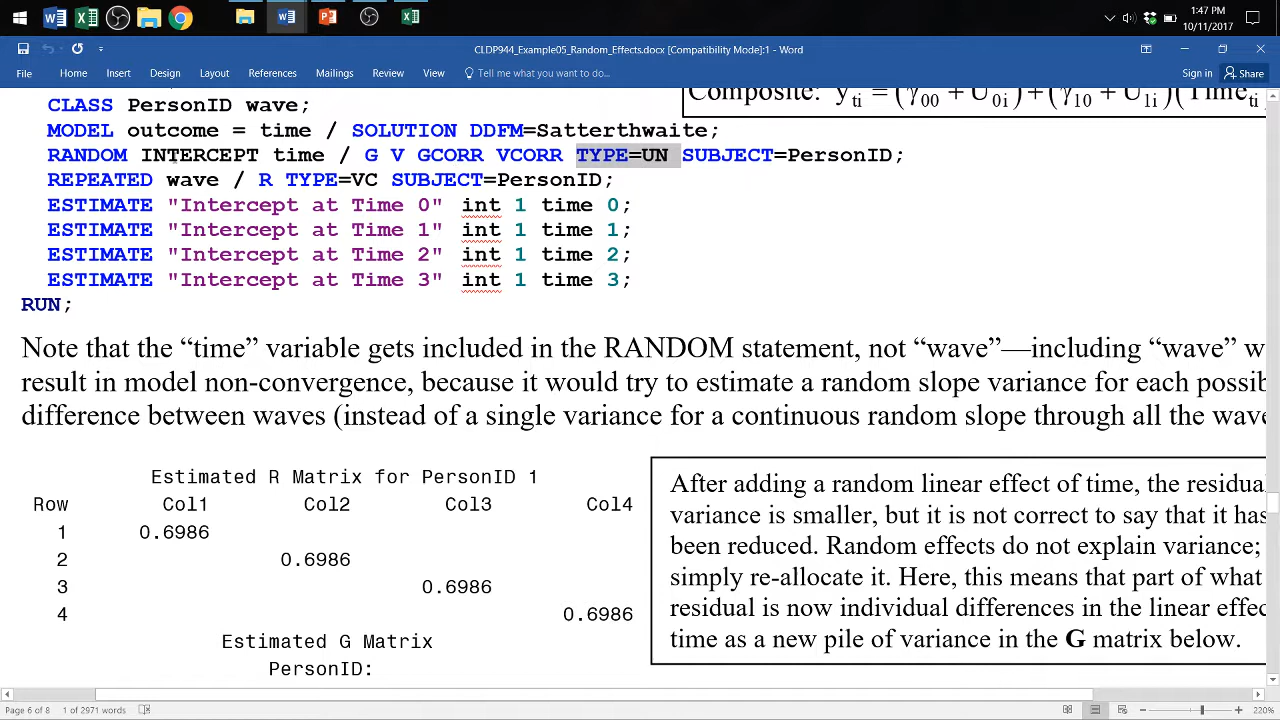 1:47 PM
10/11/2017
CLDP944_Example05_Random_Effects.docx [Compatibility Mode]:1 - Word
File Home Insert Design Layout References Mailings Review View Tell me what you want to do... Sign in Share
CLASS PersonID wave;
Composite: yti = (γ00 + U0i) + (γ10 + U1i)(Timeti
MODEL outcome = time / SOLUTION DDFM=Satterthwaite;
RANDOM INTERCEPT time / G V GCORR VCORR TYPE=UN SUBJECT=PersonID;
REPEATED wave / R TYPE=VC SUBJECT=PersonID;
ESTIMATE "Intercept at Time 0" int 1 time 0;
ESTIMATE "Intercept at Time 1" int 1 time 1;
ESTIMATE "Intercept at Time 2" int 1 time 2;
ESTIMATE "Intercept at Time 3" int 1 time 3;
RUN;
Note that the “time” variable gets included in the RANDOM statement, not “wave”—including “wave” w
result in model non-convergence, because it would try to estimate a random slope variance for each possib
difference between waves (instead of a single variance for a continuous random slope through all the wave
Estimated R Matrix for PersonID 1
Row Col1 Col2 Col3 Col4
1 0.6986
2 0.6986
3 0.6986
4 0.6986
Estimated G Matrix
PersonID:
After adding a random linear effect of time, the residua
variance is smaller, but it is not correct to say that it has
been reduced. Random effects do not explain variance;
simply re-allocate it. Here, this means that part of what
residual is now individual differences in the linear effec
time as a new pile of variance in the G matrix below.
Page 6 of 8 1 of 2971 words 220%